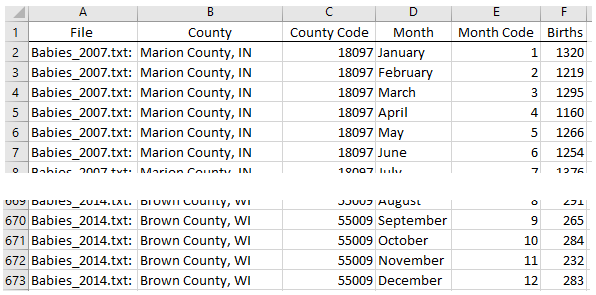 A B C D E F
1 File County County Code Month Month Code Births
2 Babies_2007.txt: Marion County, IN 18097 January 1 1320
3 Babies_2007.txt: Marion County, IN 18097 February 2 1219
4 Babies_2007.txt: Marion County, IN 18097 March 3 1295
5 Babies_2007.txt: Marion County, IN 18097 April 4 1160
6 Babies_2007.txt: Marion County, IN 18097 May 5 1266
7 Babies_2007.txt: Marion County, IN 18097 June 6 1254
8 Babies_2007.txt: Marion County, IN 18097 July 7 1376
669 Babies_2014.txt: Brown County, WI 55009 August 8 291
670 Babies_2014.txt: Brown County, WI 55009 September 9 265
671 Babies_2014.txt: Brown County, WI 55009 October 10 284
672 Babies_2014.txt: Brown County, WI 55009 November 11 232
673 Babies_2014.txt: Brown County, WI 55009 December 12 283